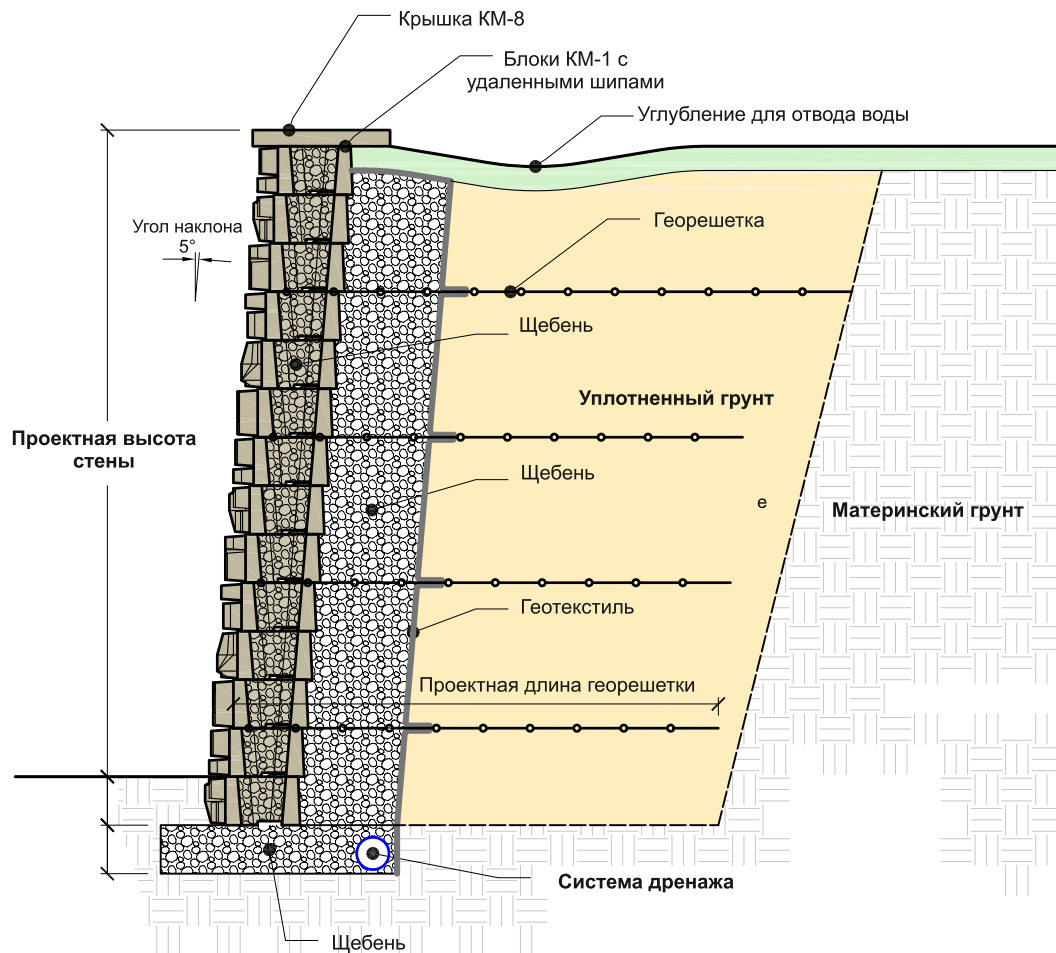 Крышка КМ-8
Блоки КМ-1 с
удаленными шипами
Углубление для отвода воды
Угол наклона
5°
Георешетка
Щебень
Уплотненный грунт
Проектная высота
стены
Щебень
е
Материнский грунт
Геотекстиль
Проектная длина георешетки
Система дренажа
Щебень